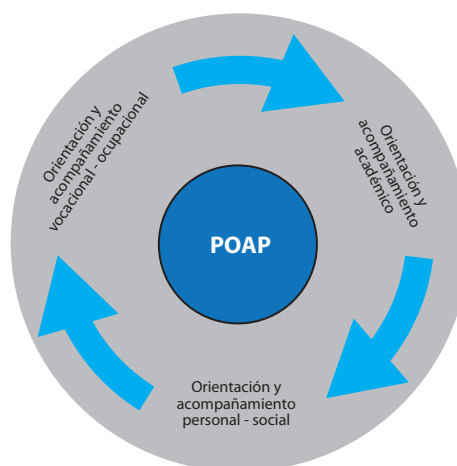 Orientación y
acompañamiento
vocacional - ocupacional
Orientación y
acompañamiento
académico
POAP
Orientación y
acompañamiento
personal - social